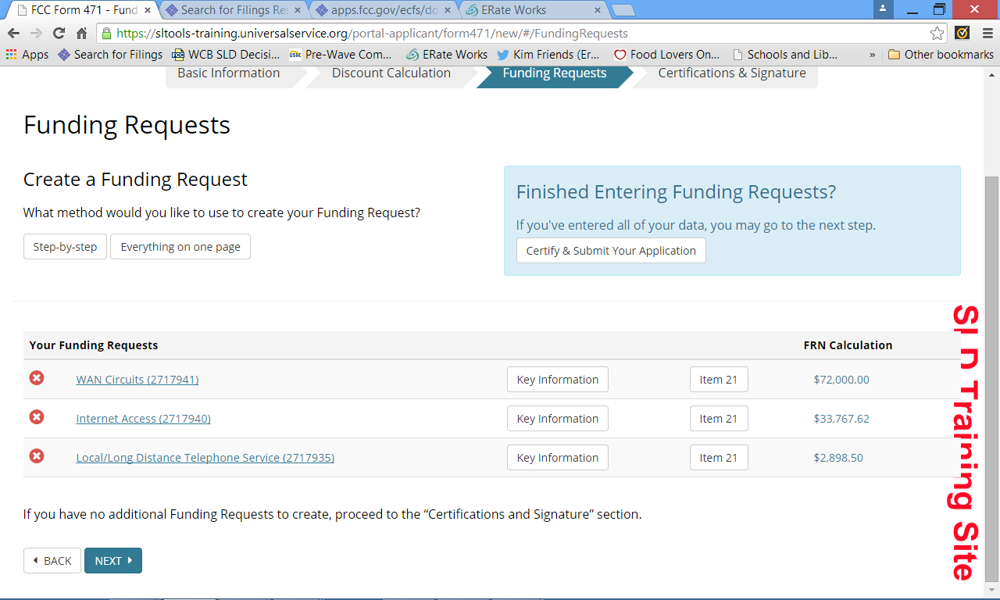 FCC Form 471 - Fund
Search for Filings Res
apps.fcc.gov/ecfs/do
ERate Works
https://sltools-training.universalservice.org/portal-applicant/form471/new/#/FundingRequests
Apps
Search for Filings
WCB SLD Decisi...
USAC
Pre-Wave Com...
ERate Works
Kim Friends (Er...
Food Lovers On...
Schools and Lib...
»
Other bookmarks
Basic Information
Discount Calculation
Funding Requests
Certifications & Signature
Funding Requests
Create a Funding Request
What method would you like to use to create your Funding Request?
Step-by-step
Everything on one page
Finished Entering Funding Requests?
If you've entered all of your data, you may go to the next step.
Certify & Submit Your Application
Your Funding Requests
FRN Calculation
WAN Circuits (2717941)
Key Information
Item 21
$72,000.00
Internet Access (2717940)
Key Information
Item 21
$33,767.62
Local/Long Distance Telephone Service (2717935)
Key Information
Item 21
$2,898.50
SLD Training Site
If you have no additional Funding Requests to create, proceed to the “Certifications and Signature” section.
BACK
NEXT